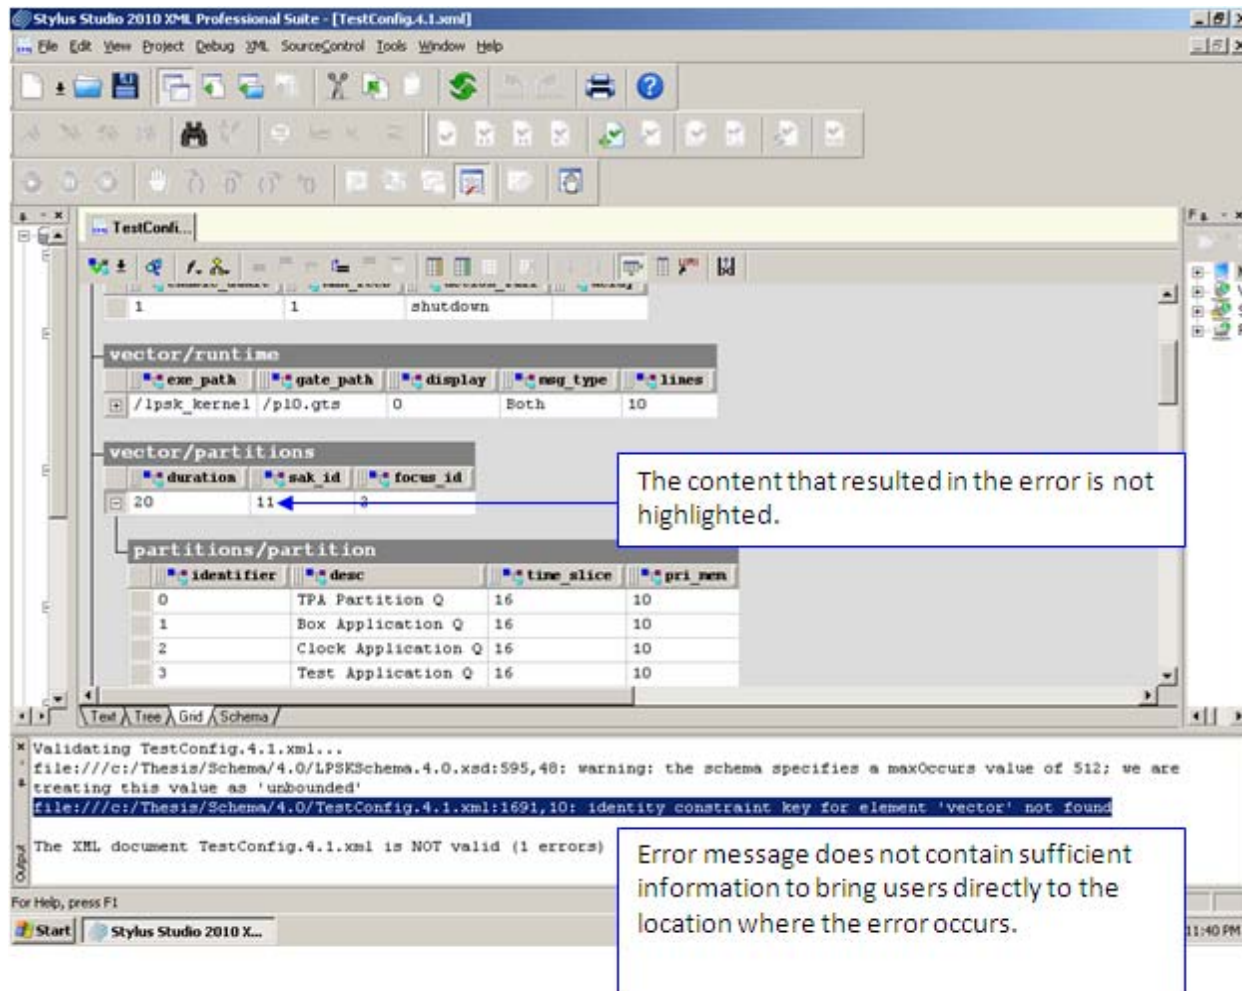 Stylus Studio 2010 XML Professional Suite - [TestConfig.4.1.xml]
File Edit View Project Debug XML SourceControl Tools Window Help
TestConfi...
1 1 shutdown
vector/runtime
exe_path gate_path display msg_type lines
/lpsk_kernel /pl0.gts 0 Both 10
vector/partitions
duration sak_id focus_id
20 11
The content that resulted in the error is not
highlighted.
partitions/partition
identifier desc time_slice pri_mem
0 TPA Partition Q 16 10
1 Box Application Q 16 10
2 Clock Application Q 16 10
3 Test Application Q 16 10
Text Tree Grid Schema
Validating TestConfig.4.1.xml...
file:///c:/Thesis/Schema/4.0/LPSKSchema.4.0.xsd:595,48: warning: the schema specifies a maxOccurs value of 512; we are
treating this value as 'unbounded'
file:///c:/Thesis/Schema/4.0/TestConfig.4.1.xml:1691,10: identity constraint key for element 'vector' not found
The XML document TestConfig.4.1.xml is NOT valid (1 errors)
Output
Error message does not contain sufficient
information to bring users directly to the
location where the error occurs.
For Help, press F1
Start Stylus Studio 2010 X... 11:40 PM